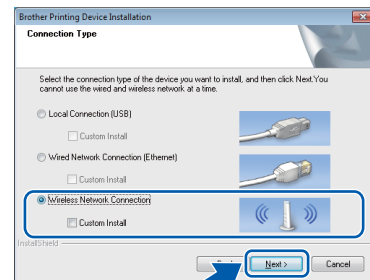 Brother Printing Device Installation
Connection Type
Select the connection type of the device you want to install, and then click Next.You
cannot use the wired and wireless network at a time.
Local Connection (USB)
Custom Install
Wired Network Connection (Ethernet)
Custom Install
Wireless Network Connection
Custom Install
InstallShield
Next > Cancel